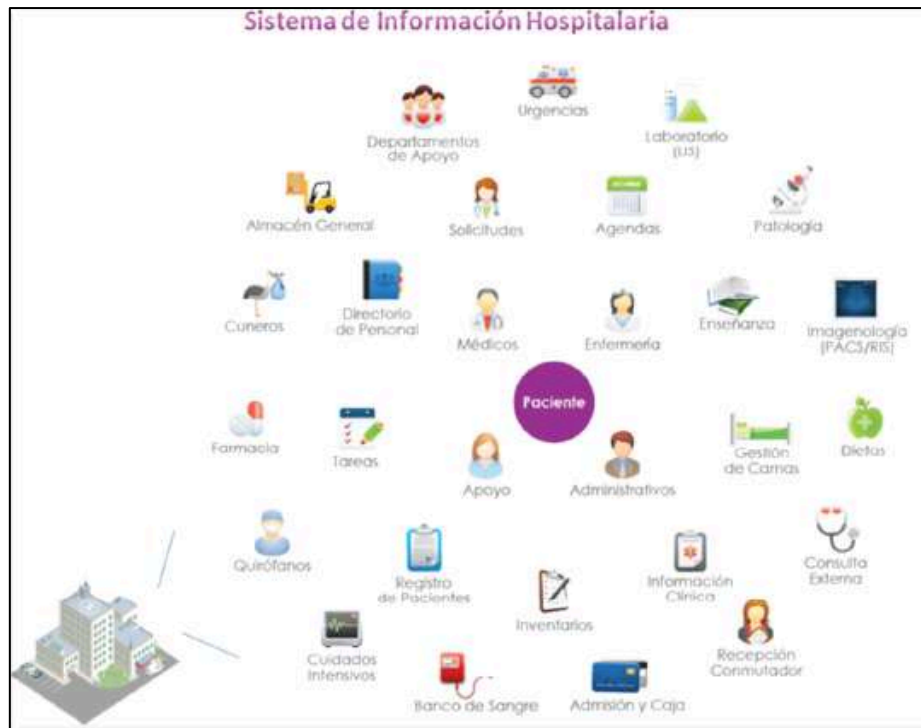 Sistema de Información Hospitalaria
Urgencias
Departamentos
de Apoyo
Laboratorio
(LIS)
Almacén General
Solicitudes
Agendas
Patología
Cuneros
Directorio
de Personal
Médicos
Enfermería
Enseñanza
Imagenología
(PACS/RIS)
Paciente
Farmacia
Tareas
Apoyo
Administrativos
Gestión
de Camas
Dietas
Quirófanos
Registro
de Pacientes
Inventarios
Información
Clínica
Consulta
Externa
Cuidados
Intensivos
Banco de Sangre
Admisión y Caja
Recepción
Conmutador